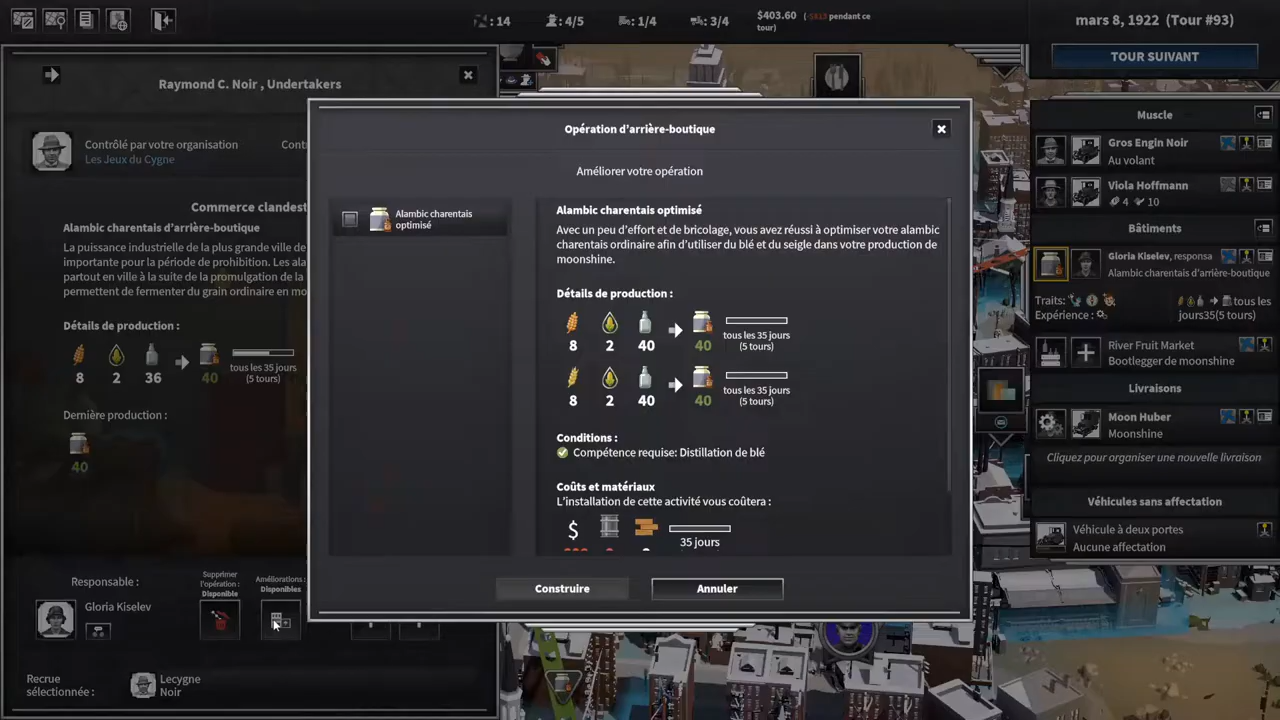 : 14
: 4/5
: 1/4
: 3/4
$403.60
pendant ce
tour)
mars 8, 1922 (Tour #93)
TOUR SUIVANT
Raymond C. Noir , Undertakers
Contrôlé par votre organisation
Les Jeux du Cygne
Commerce clandest
Alambic charentais d'arrière-boutique
La puissance industrielle de la plus grande ville de
importante pour la période de prohibition. Les ala
partout en ville à la suite de la promulgation de la
permettent de fermenter du grain ordinaire en mo
Détails de production :
8
2
36
40
tous les 35 jours
(5 tours)
Dernière production :
40
Responsable :
Gloria Kiselev
Supprimer
l'opération :
Disponible
Améliorations :
Disponibles
Recrue
sélectionnée :
Lecygne
Noir
Opération d'arrière-boutique
Améliorer votre opération
Alambic charentais
optimisé
Alambic charentais optimisé
Avec un peu d'effort et de bricolage, vous avez réussi à optimiser votre alambic
charentais ordinaire afin d'utiliser du blé et du seigle dans votre production de
moonshine.
Détails de production :
8
2
40
40
tous les 35 jours
(5 tours)
8
2
40
40
tous les 35 jours
(5 tours)
Conditions :
Compétence requise: Distillation de blé
Coûts et matériaux
L'installation de cette activité vous coûtera :
$
35 jours
Construire
Annuler
Muscle
Gros Engin Noir
Au volant
Viola Hoffmann
4
10
Bâtiments
Gloria Kiselev, responsa
Alambic charentais d'arrière-boutique
Traits:
Expérience:
tous les
jours35(5 tours)
River Fruit Market
Bootlegger de moonshine
Livraisons
Moon Huber
Moonshine
Cliquez pour organiser une nouvelle livraison
Véhicules sans affectation
Véhicule à deux portes
Aucune affectation